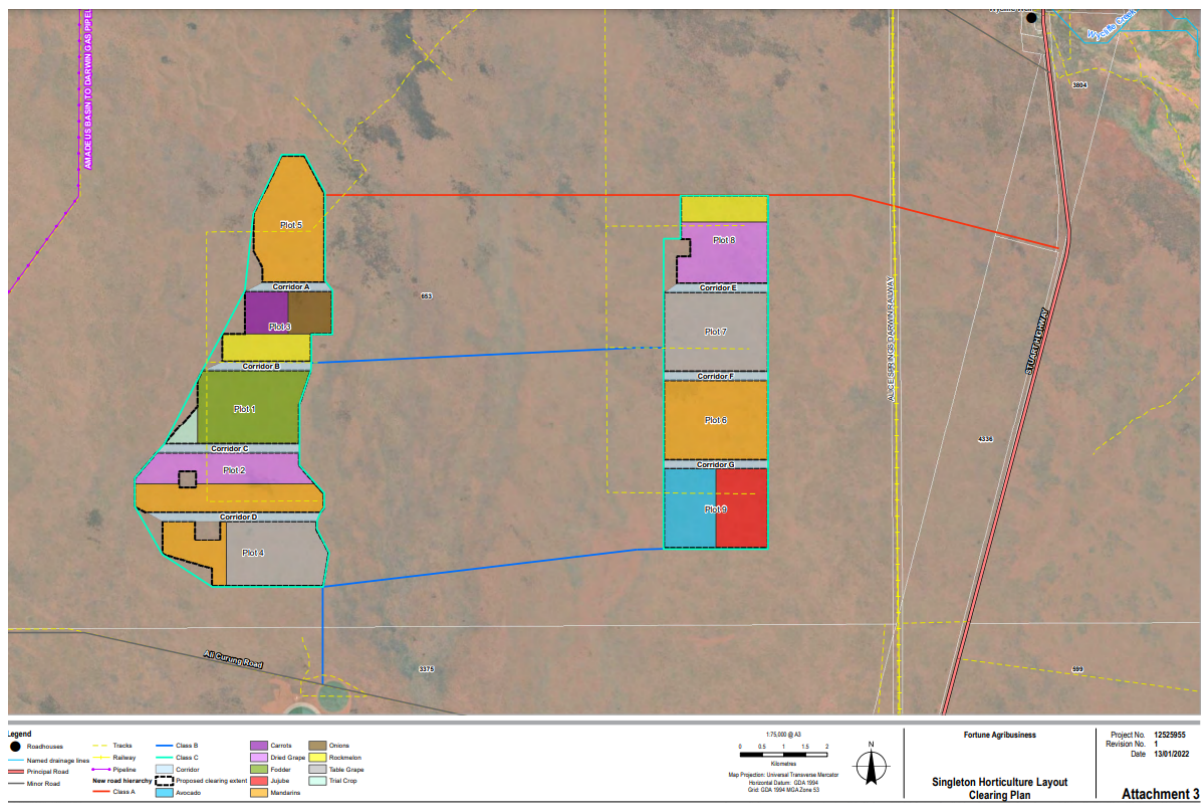 AMADEUS BASIN TO DARWIN GAS PIPEL
Wycliffe Creek
3804
Plot 5
Corridor A
Plot 3
Corridor B
Plot 1
Corridor C
Plot 2
Corridor D
Plot 4
653
Plot 8
Corridor E
Plot 7
Corridor F
Plot 6
Corridor G
Plot 9
ALICE SPRINGS DARWIN RAILWAY
STUART HIGHWAY
4336
Ali Curung Road
3375
599
Legend
Roadhouses
Named drainage lines
Principal Road
Minor Road
Tracks
Railway
Pipeline
New road hierarchy
Class A
Class B
Class C
Corridor
Proposed clearing extent
Avocado
Carrots
Dried Grape
Fodder
Jujube
Mandarins
Onions
Rockmelon
Table Grape
Trial Crop
1:75,000 @ A3
0 0.5 1 1.5 2
Kilometres
Map Projection: Universal Transverse Mercator
Horizontal Datum: GDA 1994
Grid: GDA 1994 MGA Zone 53
N
Fortune Agribusiness
Singleton Horticulture Layout
Clearing Plan
Project No. 12525955
Revision No. 1
Date 13/01/2022
Attachment 3